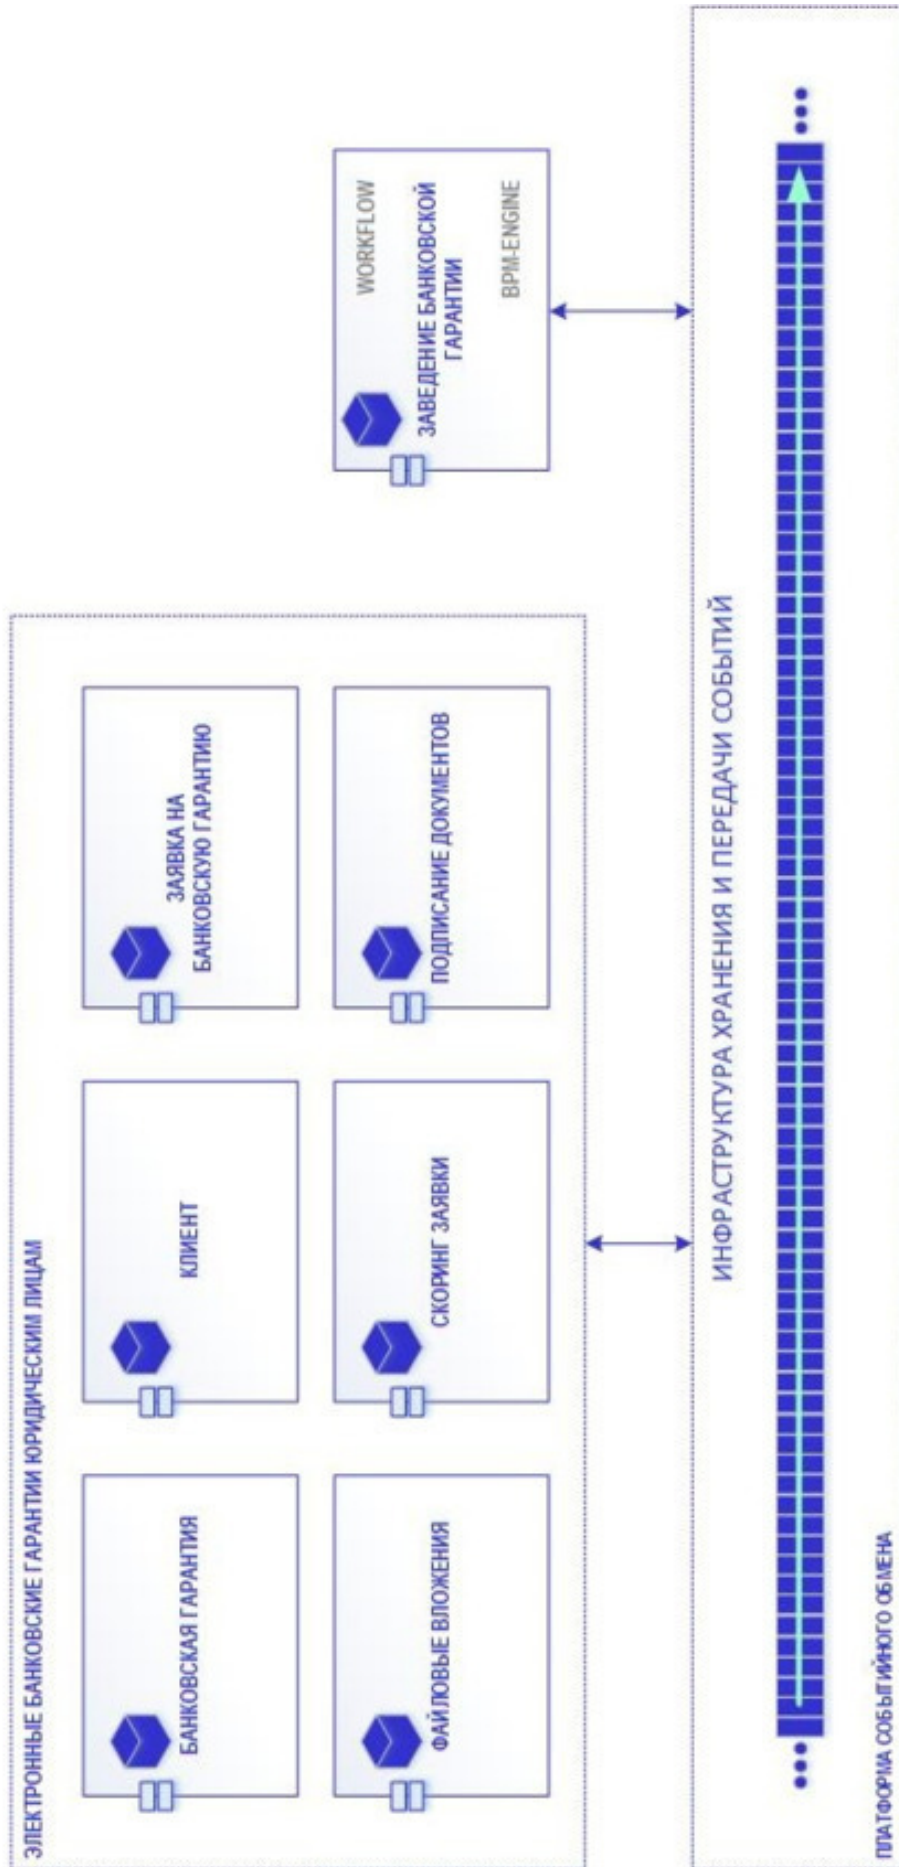 ЭЛЕКТРОННЫЕ БАНКОВСКИЕ ГАРАНТИИ ЮРИДИЧЕСКИМ ЛИЦАМ
БАНКОВСКАЯ ГАРАНТИЯ
КЛИЕНТ
ЗАЯВКА НА
БАНКОВСКУЮ ГАРАНТИЮ
ФАЙЛОВЫЕ ВЛОЖЕНИЯ
СКОРИНГ ЗАЯВКИ
ПОДПИСАНИЕ ДОКУМЕНТОВ
WORKFLOW
ЗАВЕДЕНИЕ БАНКОВСКОЙ
ГАРАНТИИ
BPM-ENGINE
ИНФРАСТРУКТУРА ХРАНЕНИЯ И ПЕРЕДАЧИ СОБЫТИЙ
ПЛАТФОРМА СОБЫТИЙНОГО ОБМЕНА